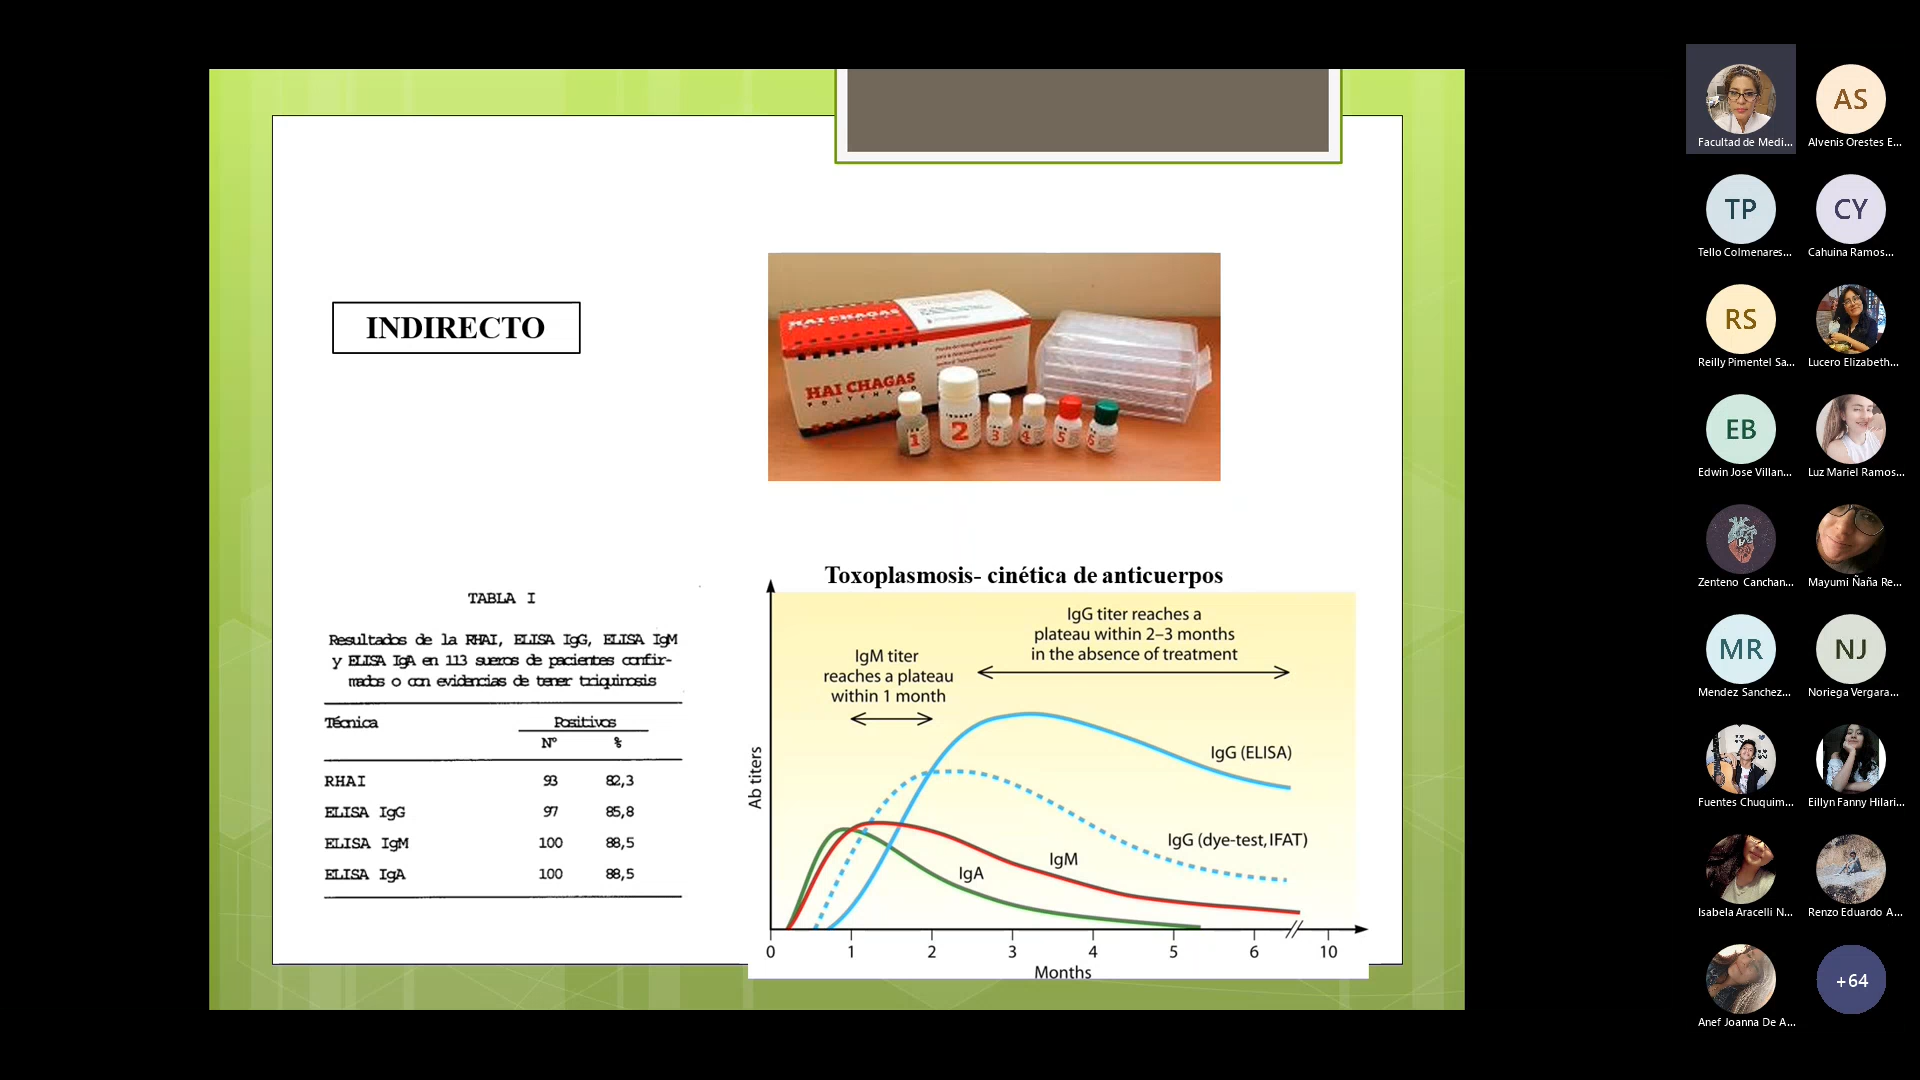 INDIRECTO
HAI CHAGAS
HAI CHAGAS
POLYCHACO
1
2
3
4
5
6
TABLA I
Resultados de la RHAI, ELISA IgG, ELISA IgM
y ELISA IgA en 113 sueros de pacientes confir-
mados o con evidencias de tener triquinosis
Técnica Positivos
N° %
RHAI 93 82,3
ELISA IgG 97 85,8
ELISA IgM 100 88,5
ELISA IgA 100 88,5
Toxoplasmosis- cinética de anticuerpos
IgG titer reaches a
plateau within 2–3 months
in the absence of treatment
IgM titer
reaches a plateau
within 1 month
IgG (ELISA)
IgG (dye-test, IFAT)
IgM
IgA
Ab titers
0 1 2 3 4 5 6 10
Months
Facultad de Medi...
AS
Alvenis Orestes E...
TP
Tello Colmenares...
CY
Cahuina Ramos...
RS
Reilly Pimentel Sa...
Lucero Elizabeth...
EB
Edwin Jose Villan...
Luz Mariel Ramos...
Zenteno Canchan...
Mayumi Ñaña Re...
MR
Mendez Sanchez...
NJ
Noriega Vergara...
Fuentes Chuquim...
Eillyn Fanny Hilari...
Isabela Aracelli N...
Renzo Eduardo A...
Anef Joanna De A...
+64